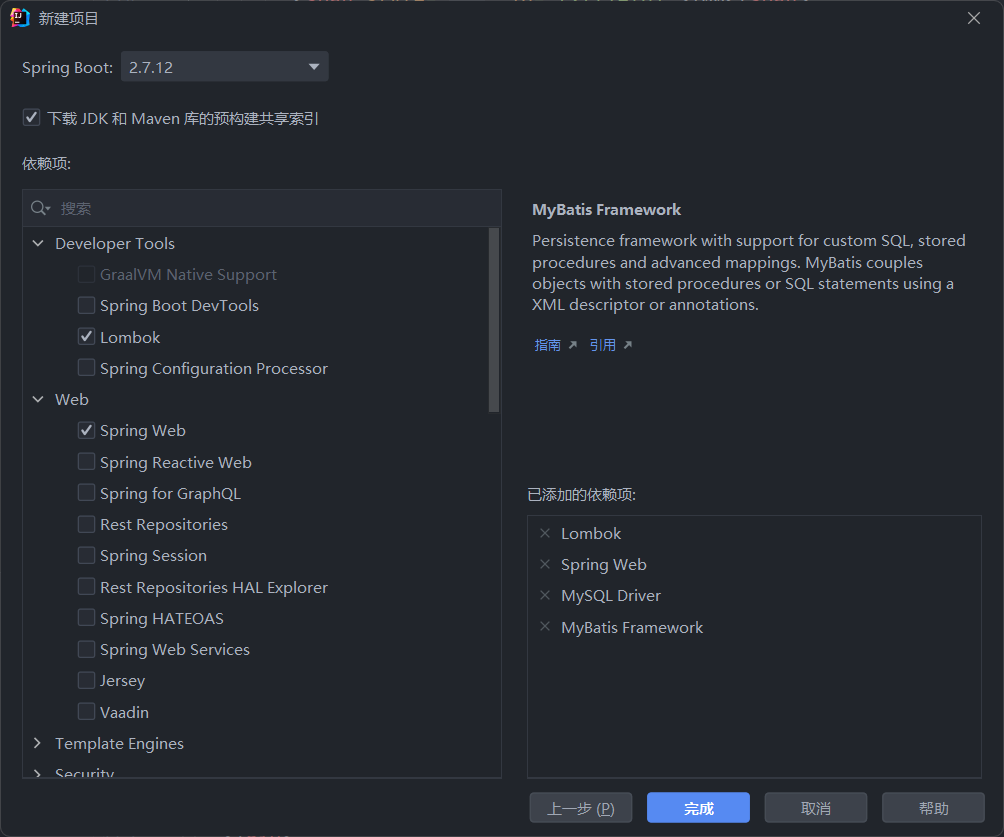 新建项目
Spring Boot: 2.7.12
下载 JDK 和 Maven 库的预构建共享索引
依赖项:
搜索
Developer Tools
GraalVM Native Support
Spring Boot DevTools
Lombok
Spring Configuration Processor
Web
Spring Web
Spring Reactive Web
Spring for GraphQL
Rest Repositories
Spring Session
Rest Repositories HAL Explorer
Spring HATEOAS
Spring Web Services
Jersey
Vaadin
Template Engines
Security
MyBatis Framework
Persistence framework with support for custom SQL, stored
procedures and advanced mappings. MyBatis couples
objects with stored procedures or SQL statements using a
XML descriptor or annotations.
指南 引用
已添加的依赖项:
Lombok
Spring Web
MySQL Driver
MyBatis Framework
上一步 (P) 完成 取消 帮助